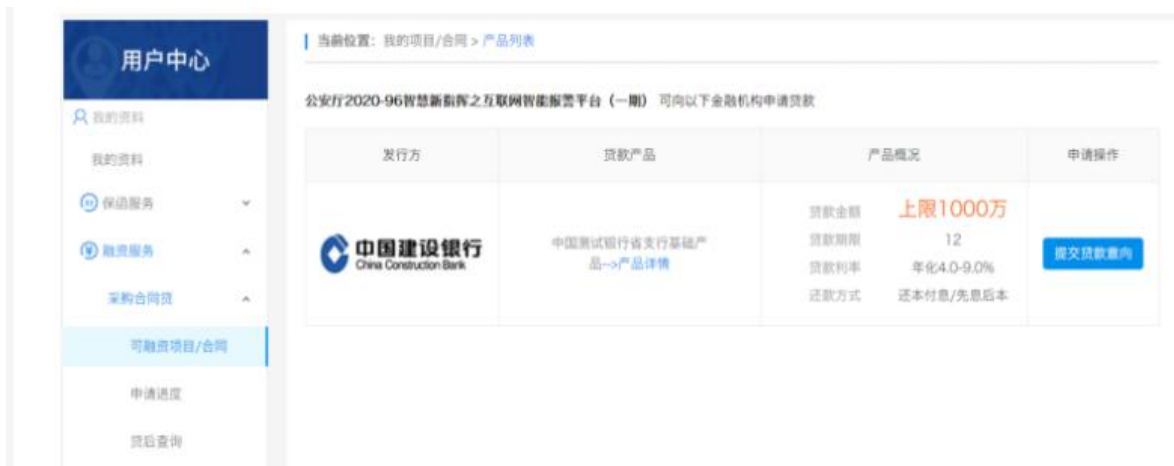 用户中心
我的资料
我的资料
保函服务
融资服务
采购合同贷
可融资项目/合同
申请进度
贷后查询
当前位置：我的项目/合同 > 产品列表
公安厅2020-96智慧新指挥之互联网智能报警平台（一期） 可向以下金融机构申请贷款
发行方 贷款产品 产品概况 申请操作
中国建设银行
China Construction Bank
中国测试银行省支行基础产
品-->产品详情
贷款金额 上限1000万
贷款期限 12
贷款利率 年化4.0-9.0%
还款方式 还本付息/先息后本
提交贷款意向